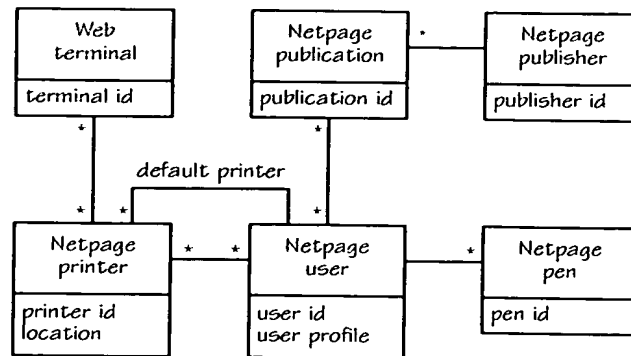 Web
terminal
terminal id
Netpage
publication
publication id
*
Netpage
publisher
publisher id
*
*
default printer
*
*
*
Netpage
printer
printer id
location
*
*
Netpage
user
user id
user profile
*
Netpage
pen
pen id